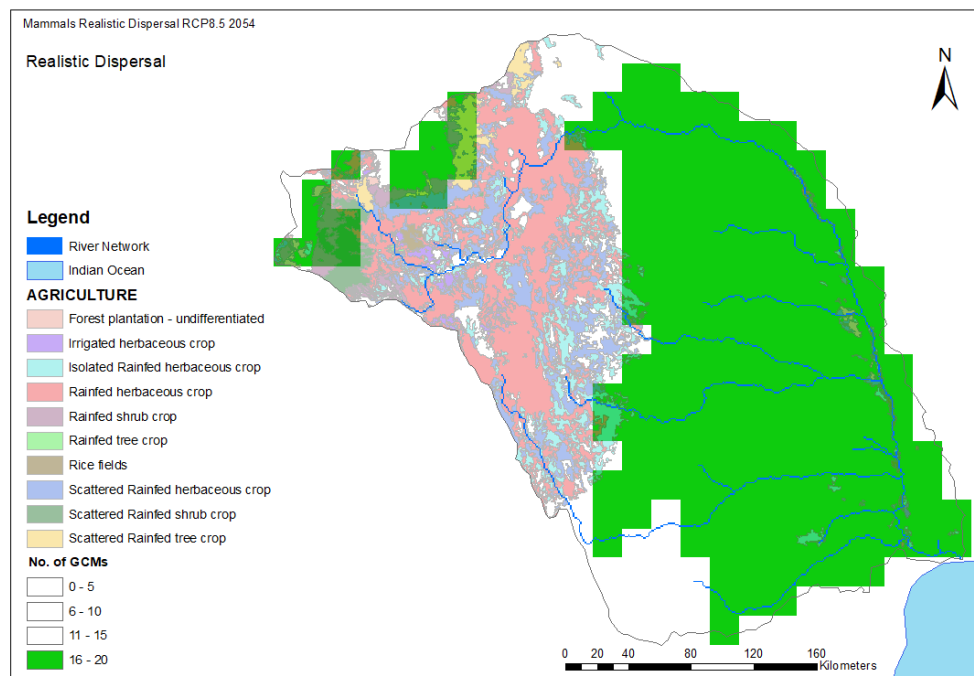 Mammals Realistic Dispersal RCP8.5 2054
Realistic Dispersal
N
Legend
River Network
Indian Ocean
AGRICULTURE
Forest plantation - undifferentiated
Irrigated herbaceous crop
Isolated Rainfed herbaceous crop
Rainfed herbaceous crop
Rainfed shrub crop
Rainfed tree crop
Rice fields
Scattered Rainfed herbaceous crop
Scattered Rainfed shrub crop
Scattered Rainfed tree crop
No. of GCMs
0 - 5
6 - 10
11 - 15
16 - 20
0 20 40 80 120 160
Kilometers